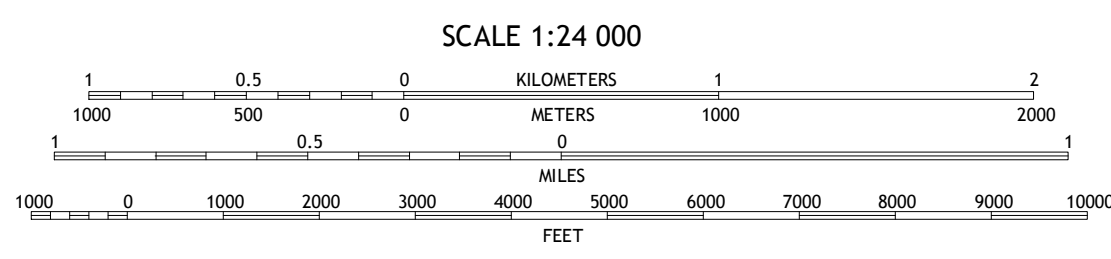 SCALE 1:24 000
1 0.5 0 KILOMETERS 1 2
1000 500 0 METERS 1000 2000
1 0.5 0 1
MILES
1000 0 1000 2000 3000 4000 5000 6000 7000 8000 9000 10000
FEET